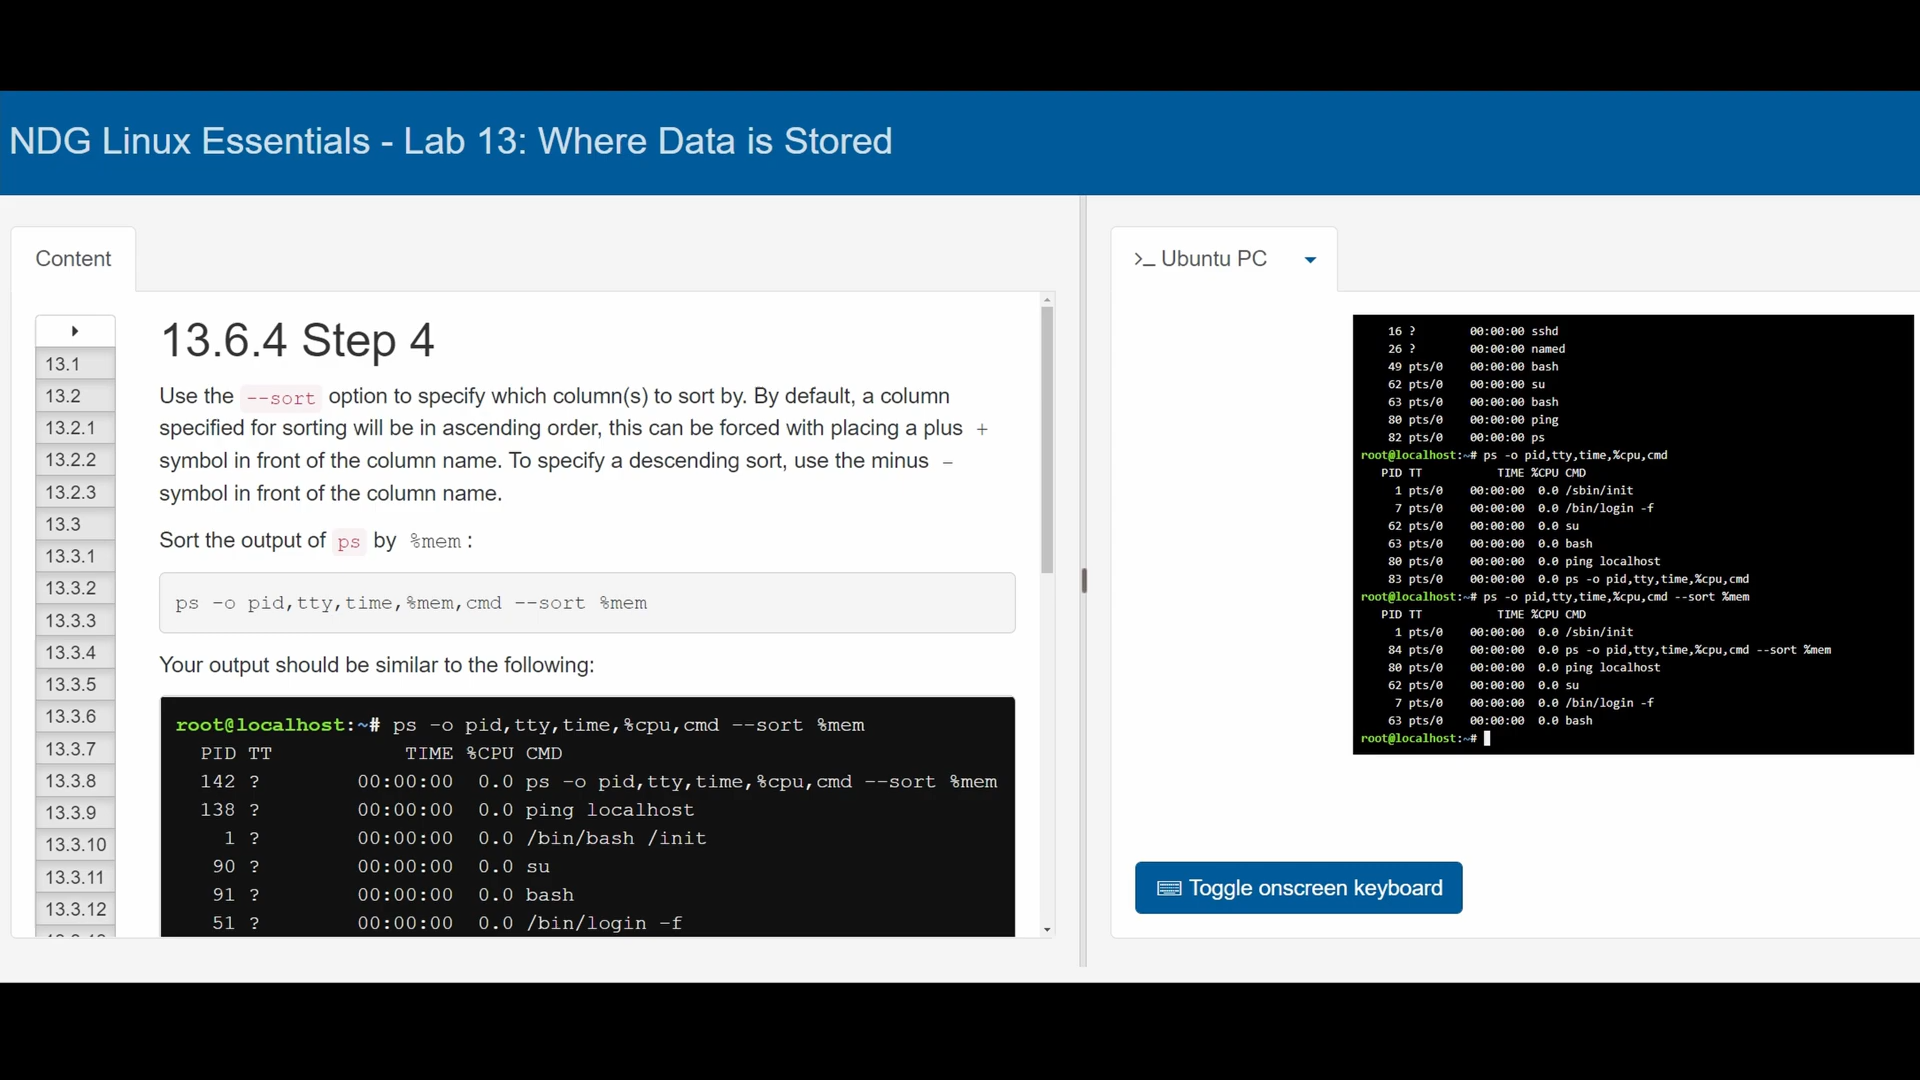 NDG Linux Essentials - Lab 13: Where Data is Stored
Content
13.1
13.2
13.2.1
13.2.2
13.2.3
13.3
13.3.1
13.3.2
13.3.3
13.3.4
13.3.5
13.3.6
13.3.7
13.3.8
13.3.9
13.3.10
13.3.11
13.3.12
13.6.4 Step 4
Use the --sort option to specify which column(s) to sort by. By default, a column
specified for sorting will be in ascending order, this can be forced with placing a plus +
symbol in front of the column name. To specify a descending sort, use the minus -
symbol in front of the column name.
Sort the output of ps by %mem:
ps -o pid,tty,time,%mem,cmd --sort %mem
Your output should be similar to the following:
root@localhost:~# ps -o pid,tty,time,%cpu,cmd --sort %mem
PID TT TIME %CPU CMD
142 ? 00:00:00 0.0 ps -o pid,tty,time,%cpu,cmd --sort %mem
138 ? 00:00:00 0.0 ping localhost
1 ? 00:00:00 0.0 /bin/bash /init
90 ? 00:00:00 0.0 su
91 ? 00:00:00 0.0 bash
51 ? 00:00:00 0.0 /bin/login -f
>_ Ubuntu PC
16 ? 00:00:00 sshd
26 ? 00:00:00 named
49 pts/0 00:00:00 bash
62 pts/0 00:00:00 su
63 pts/0 00:00:00 bash
80 pts/0 00:00:00 ping
82 pts/0 00:00:00 ps
root@localhost:~# ps -o pid,tty,time,%cpu,cmd
PID TT TIME %CPU CMD
1 pts/0 00:00:00 0.0 /sbin/init
7 pts/0 00:00:00 0.0 /bin/login -f
62 pts/0 00:00:00 0.0 su
63 pts/0 00:00:00 0.0 bash
80 pts/0 00:00:00 0.0 ping localhost
83 pts/0 00:00:00 0.0 ps -o pid,tty,time,%cpu,cmd
root@localhost:~# ps -o pid,tty,time,%cpu,cmd --sort %mem
PID TT TIME %CPU CMD
1 pts/0 00:00:00 0.0 /sbin/init
84 pts/0 00:00:00 0.0 ps -o pid,tty,time,%cpu,cmd --sort %mem
80 pts/0 00:00:00 0.0 ping localhost
62 pts/0 00:00:00 0.0 su
7 pts/0 00:00:00 0.0 /bin/login -f
63 pts/0 00:00:00 0.0 bash
root@localhost:~#
Toggle onscreen keyboard